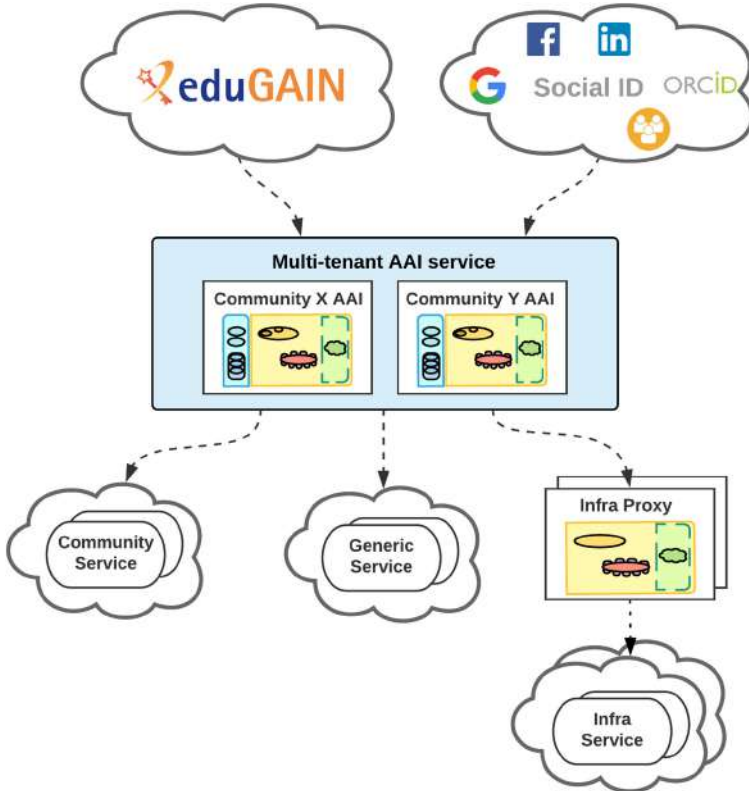 eduGAIN
Social ID
ORCID
Multi-tenant AAI service
Community X AAI
Community Y AAI
Community
Service
Generic
Service
Infra Proxy
Infra
Service